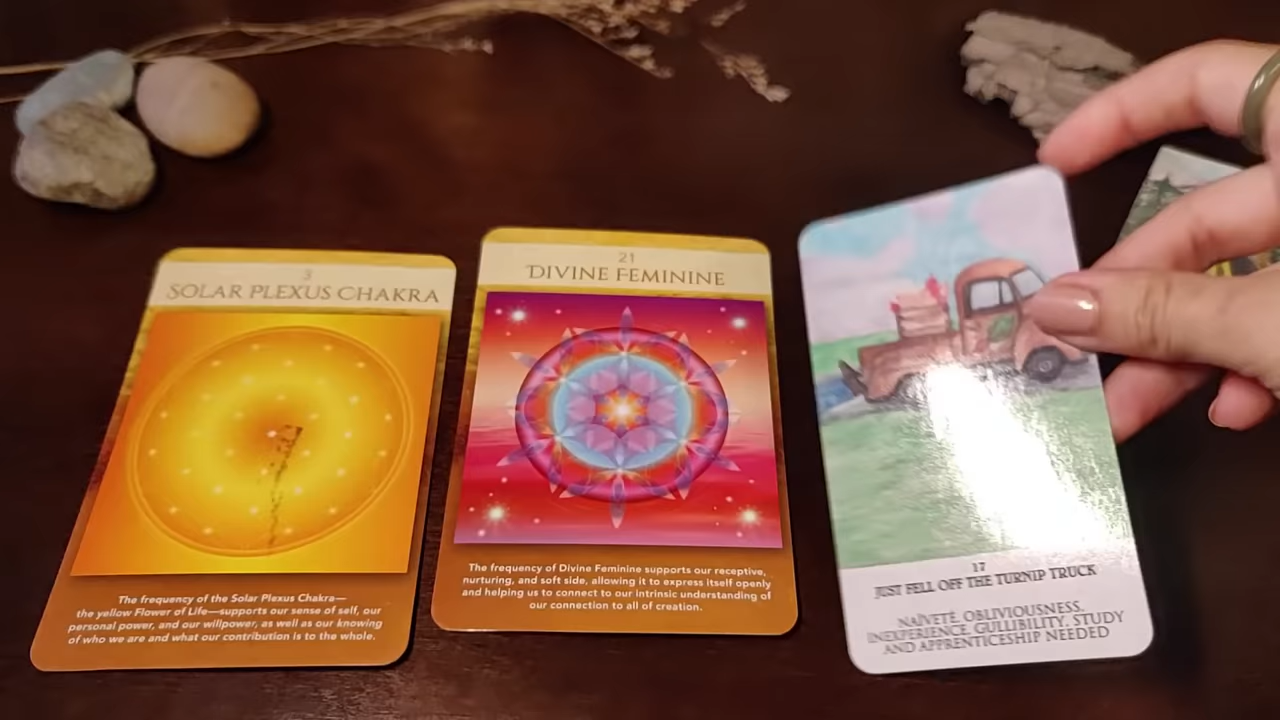 3
SOLAR PLEXUS CHAKRA
The frequency of the Solar Plexus Chakra—
the yellow Flower of Life—supports our sense of self, our
personal power, and our willpower, as well as our knowing
of who we are and what our contribution is to the whole.
21
DIVINE FEMININE
The frequency of Divine Feminine supports our receptive,
nurturing, and soft side, allowing it to express itself openly
and helping us to connect to our intrinsic understanding of
our connection to all of creation.
17
JUST FELL OFF THE TURNIP TRUCK
NAÏVETÉ, OBLIVIOUSNESS,
INEXPERIENCE, GULLIBILITY, STUDY
AND APPRENTICESHIP NEEDED